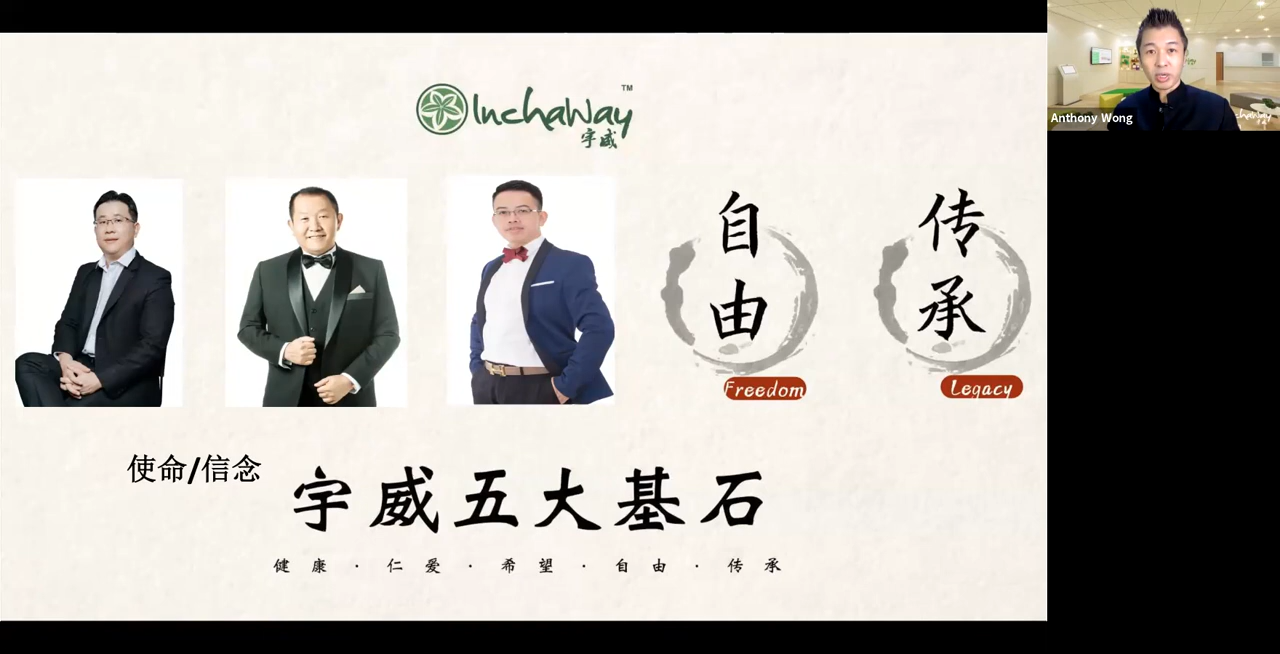 InchaWay TM
宇威
自由
Freedom
传承
Legacy
使命/信念
宇威五大基石
健康·仁爱·希望·自由·传承
Anthony Wong